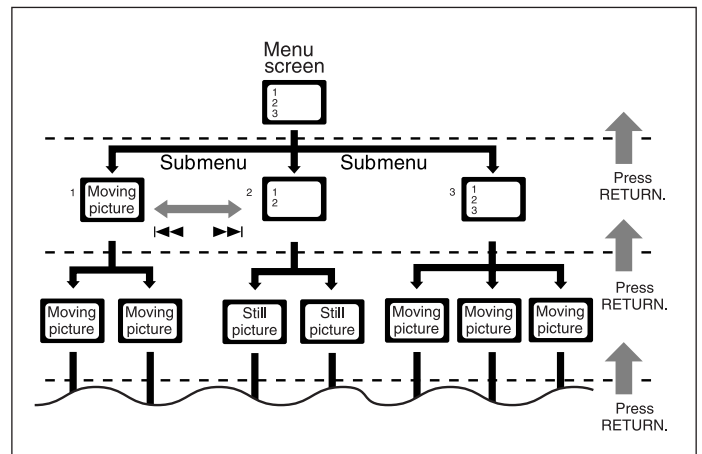 Menu
screen
1
2
3
Submenu Submenu
1 Moving
picture
2 1
2
3 1
2
3
Press
RETURN.
Moving
picture
Moving
picture
Still
picture
Still
picture
Moving
picture
Moving
picture
Moving
picture
Press
RETURN.
Press
RETURN.